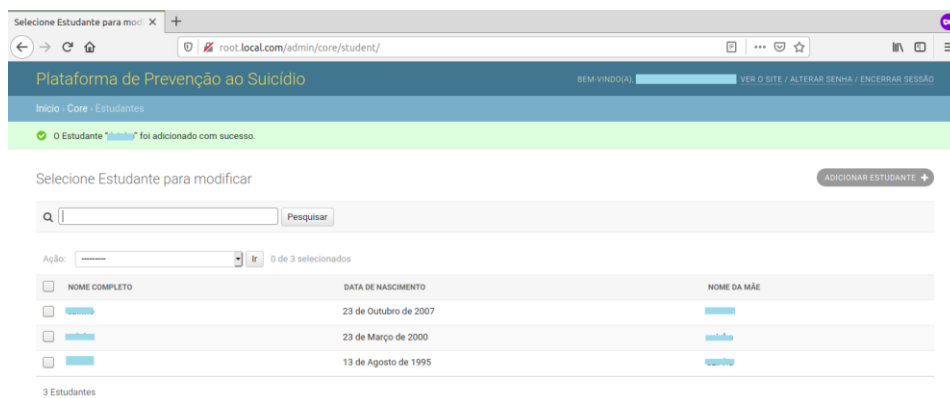 Selecione Estudante para modi
root.local.com/admin/core/student/
Plataforma de Prevenção ao Suicídio
BEM-VINDO(A), VER O SITE / ALTERAR SENHA / ENCERRAR SESSÃO
Início › Core › Estudantes
O Estudante "" foi adicionado com sucesso.
Selecione Estudante para modificar
ADICIONAR ESTUDANTE +
Pesquisar
Ação: --------- Ir 0 de 3 selecionados
NOME COMPLETO DATA DE NASCIMENTO NOME DA MÃE
23 de Outubro de 2007
23 de Março de 2000
13 de Agosto de 1995
3 Estudantes